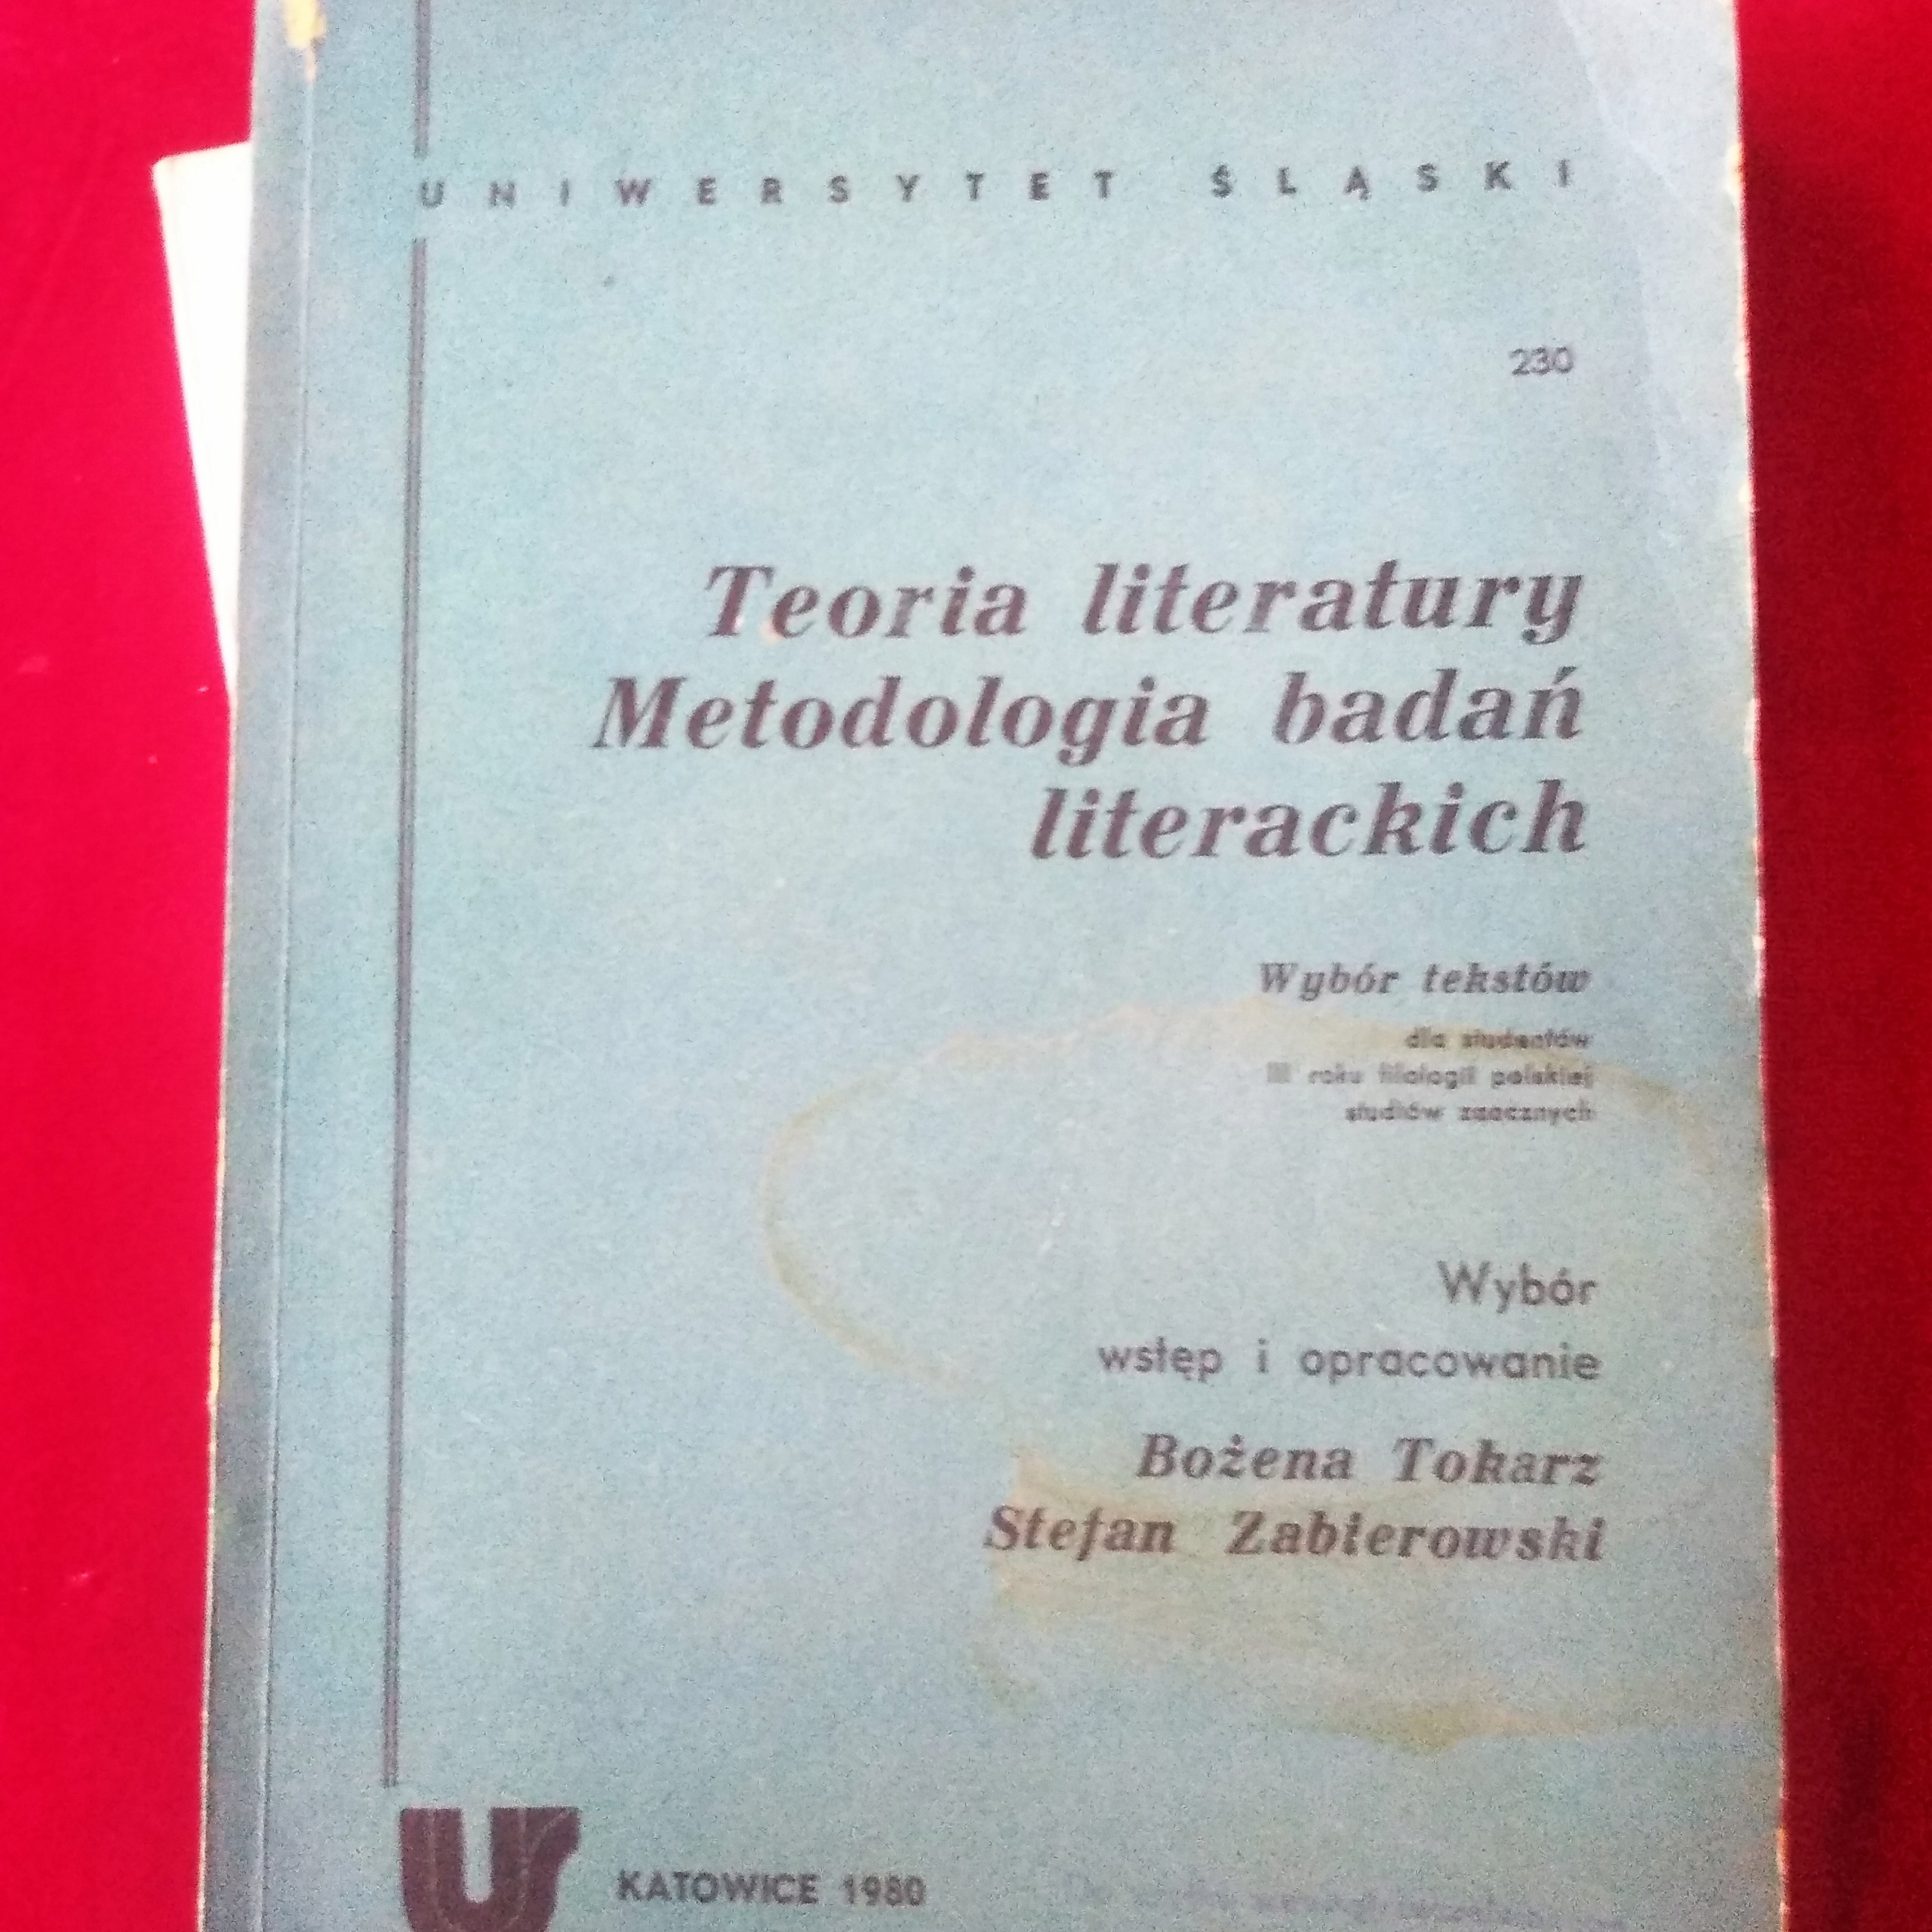 UNIWERSYTET ŚLĄSKI
230
Teoria literatury
Metodologia badań
literackich
Wybór tekstów
dla studentów
III roku filologii polskiej
studiów zaocznych
Wybór
wstęp i opracowanie
Bożena Tokarz
Stefan Zabierowski
KATOWICE 1980